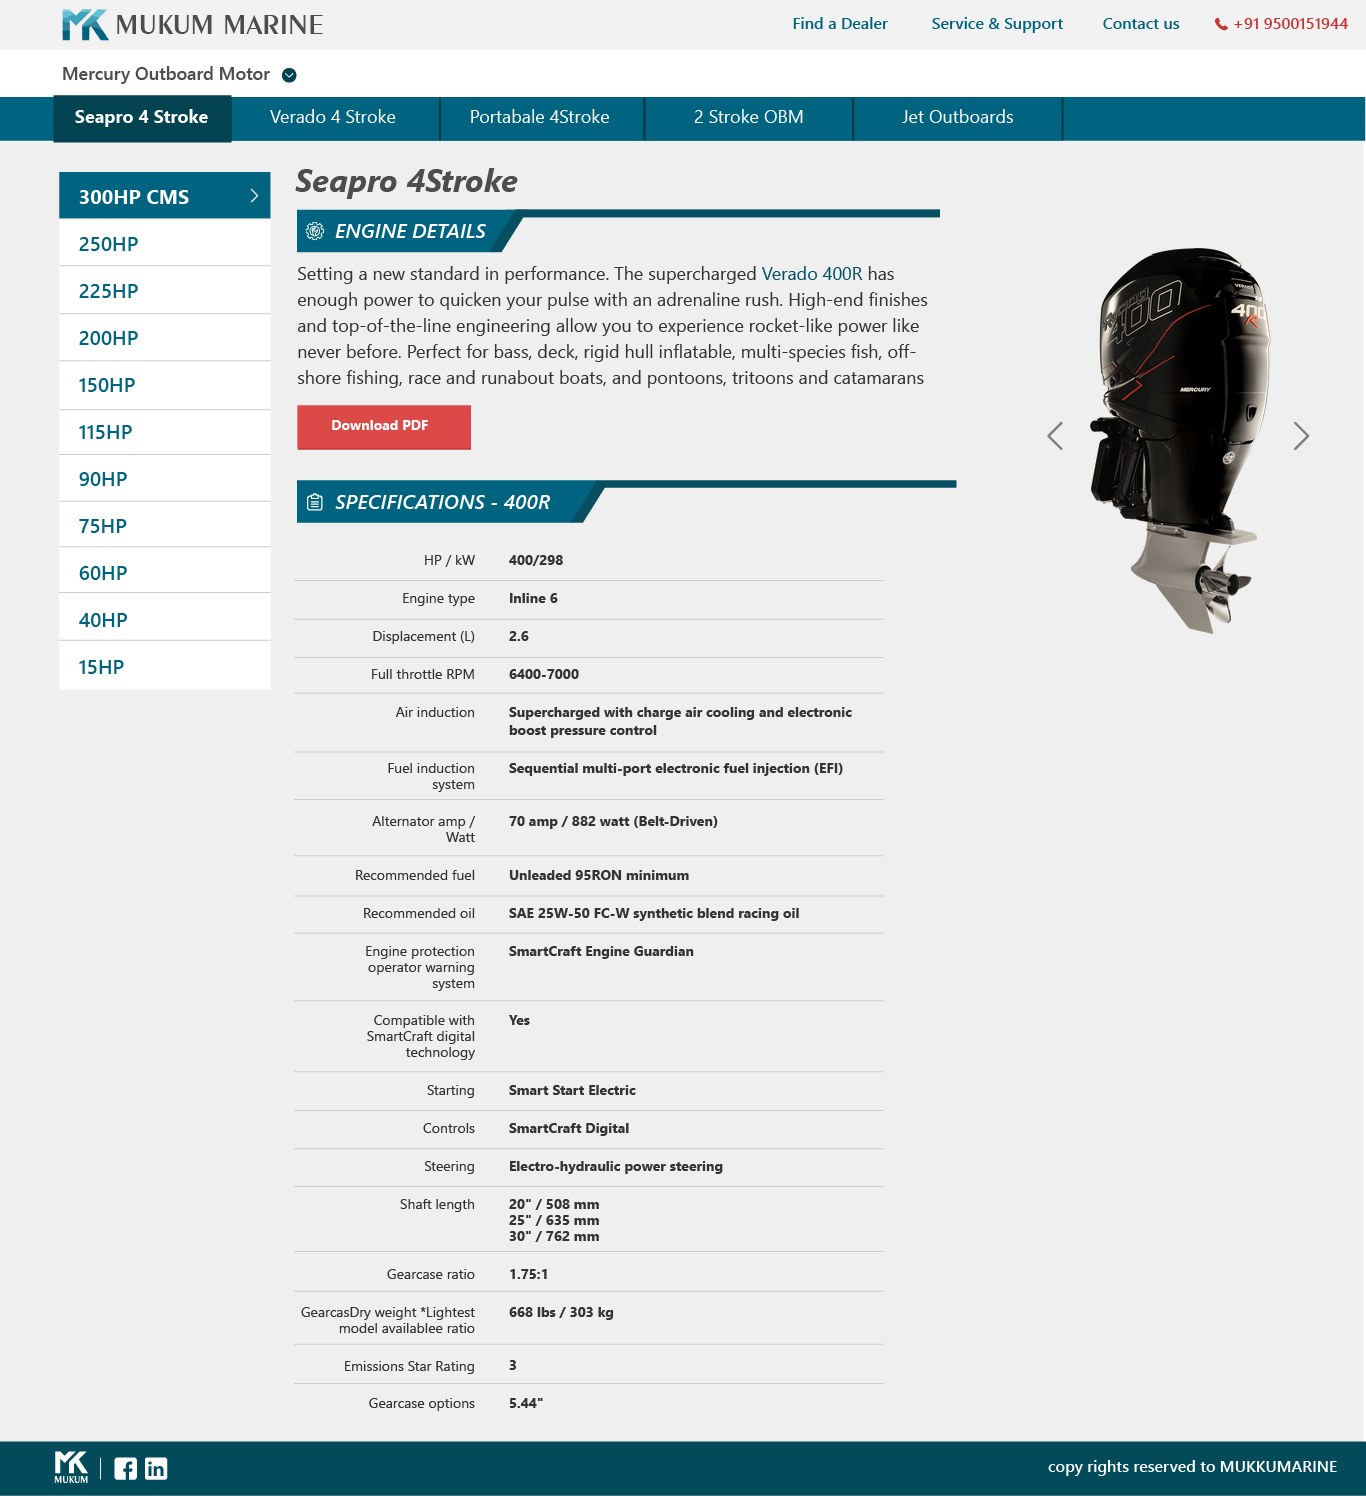 MUKUM MARINE
Find a Dealer
Service & Support
Contact us
+91 9500151944
Mercury Outboard Motor
Seapro 4 Stroke
Verado 4 Stroke
Portabale 4Stroke
2 Stroke OBM
Jet Outboards
300HP CMS
250HP
225HP
200HP
150HP
115HP
90HP
75HP
60HP
40HP
15HP
Seapro 4Stroke
ENGINE DETAILS
Setting a new standard in performance. The supercharged Verado 400R has
enough power to quicken your pulse with an adrenaline rush. High-end finishes
and top-of-the-line engineering allow you to experience rocket-like power like
never before. Perfect for bass, deck, rigid hull inflatable, multi-species fish, off-
shore fishing, race and runabout boats, and pontoons, tritoons and catamarans
Download PDF
400
VERADO
400
R
MERCURY
SPECIFICATIONS - 400R
HP / kW 400/298
Engine type Inline 6
Displacement (L) 2.6
Full throttle RPM 6400-7000
Air induction Supercharged with charge air cooling and electronic
boost pressure control
Fuel induction Sequential multi-port electronic fuel injection (EFI)
system
Alternator amp / 70 amp / 882 watt (Belt-Driven)
Watt
Recommended fuel Unleaded 95RON minimum
Recommended oil SAE 25W-50 FC-W synthetic blend racing oil
Engine protection SmartCraft Engine Guardian
operator warning
system
Compatible with Yes
SmartCraft digital
technology
Starting Smart Start Electric
Controls SmartCraft Digital
Steering Electro-hydraulic power steering
Shaft length 20" / 508 mm
25" / 635 mm
30" / 762 mm
Gearcase ratio 1.75:1
GearcasDry weight *Lightest 668 lbs / 303 kg
model availablee ratio
Emissions Star Rating 3
Gearcase options 5.44"
MUKUM
copy rights reserved to MUKKUMARINE